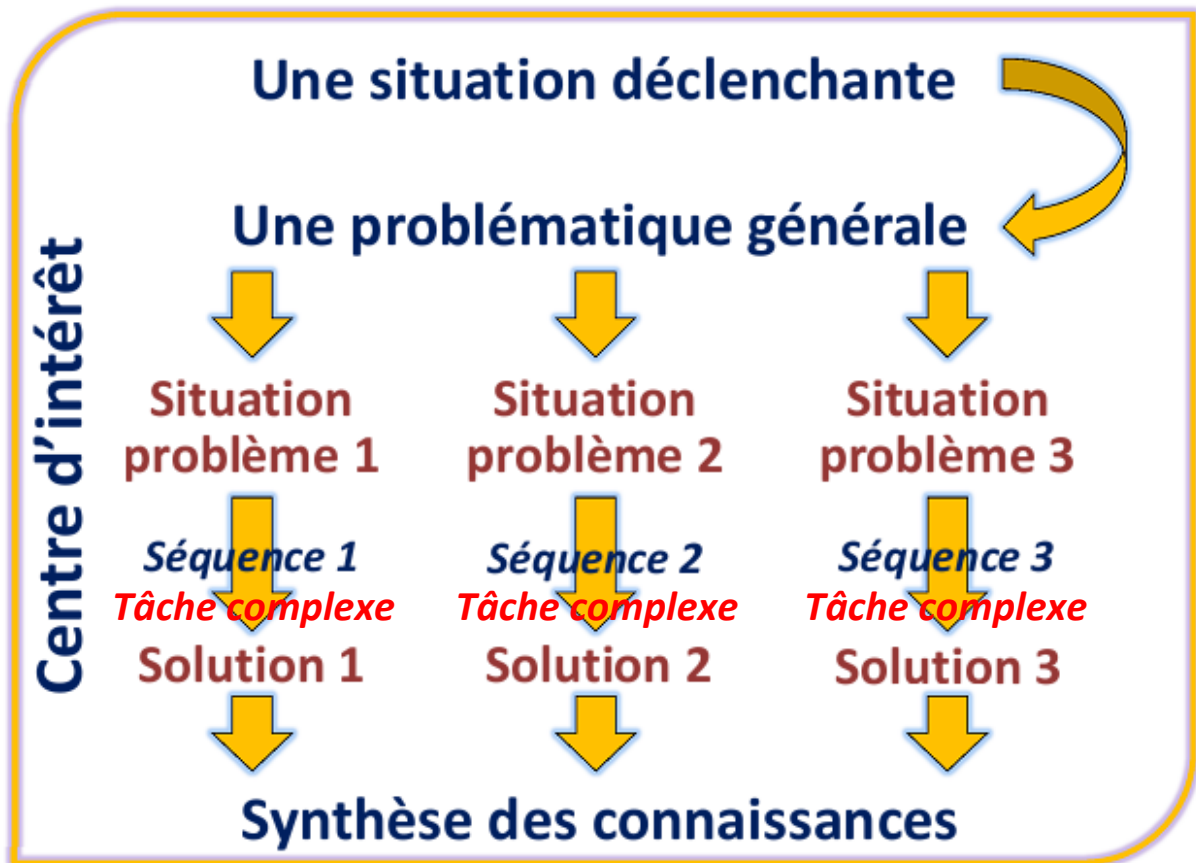 Une situation déclenchante
Une problématique générale
Centre d'intérêt
Situation
problème 1
Situation
problème 2
Situation
problème 3
Séquence 1
Séquence 2
Séquence 3
Tâche complexe
Tâche complexe
Tâche complexe
Solution 1
Solution 2
Solution 3
Synthèse des connaissances